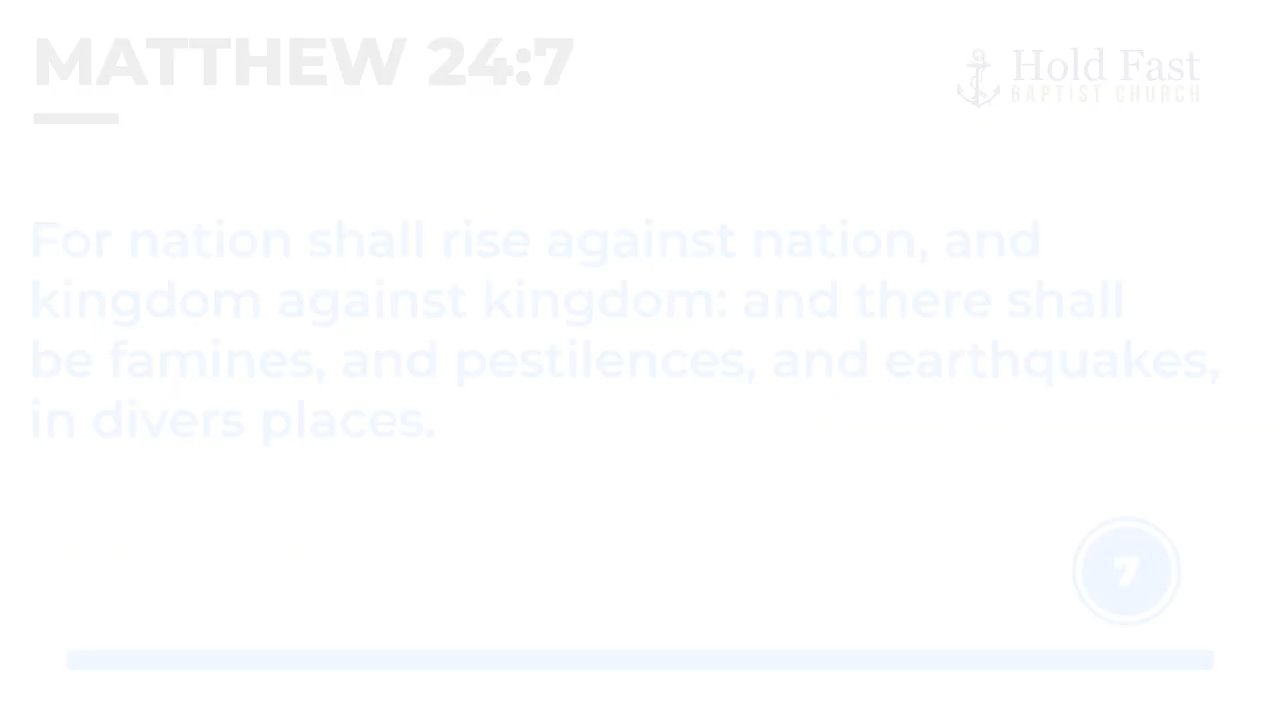 MATTHEW 24:7
Hold Fast
BAPTIST CHURCH
For nation shall rise against nation, and
kingdom against kingdom: and there shall
be famines, and pestilences, and earthquakes,
in divers places.
7